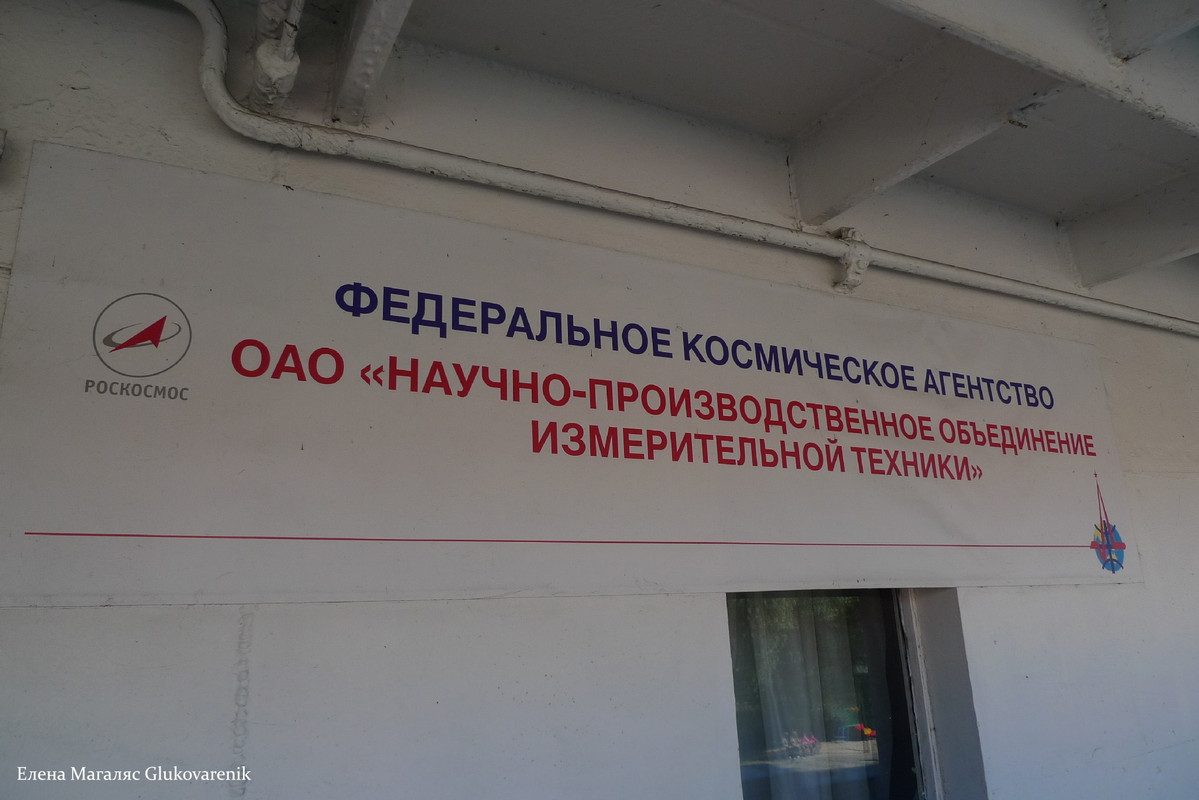 ФЕДЕРАЛЬНОЕ КОСМИЧЕСКОЕ АГЕНТСТВО
РОСКОСМОС
ОАО «НАУЧНО-ПРОИЗВОДСТВЕННОЕ ОБЪЕДИНЕНИЕ
ИЗМЕРИТЕЛЬНОЙ ТЕХНИКИ»
Елена Магаляс Glukovarenik